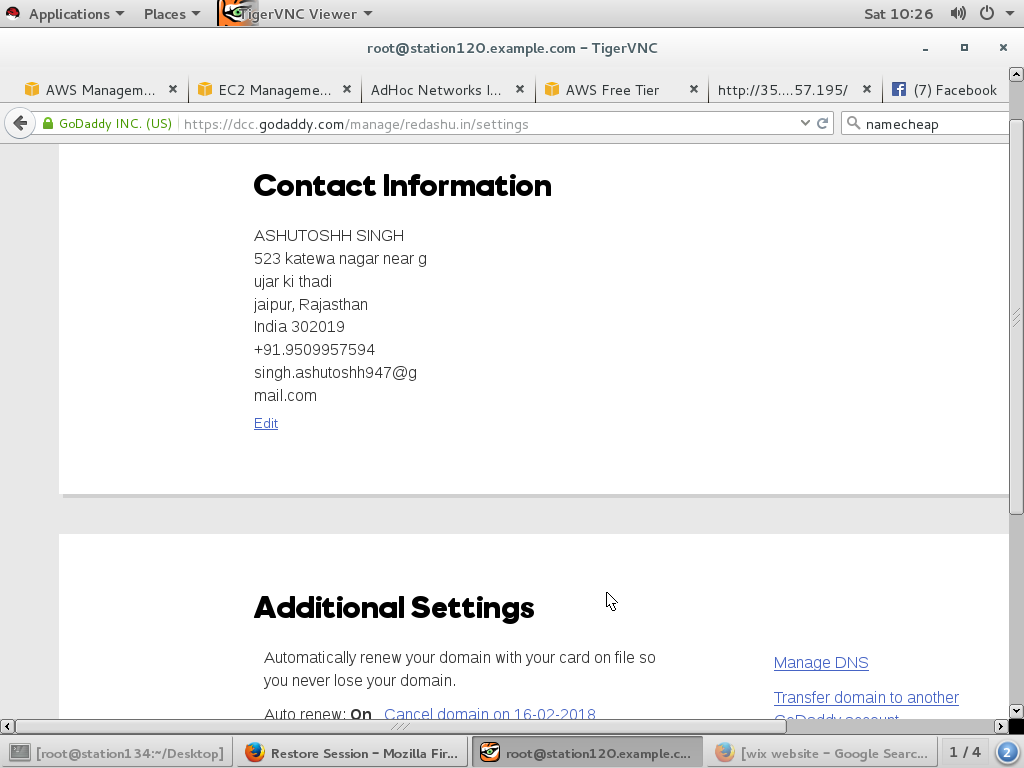 Applications Places TigerVNC Viewer Sat 10:26
root@station120.example.com – TigerVNC
AWS Managem... EC2 Manageme... AdHoc Networks I... AWS Free Tier http://35....57.195/ (7) Facebook
GoDaddy INC. (US) https://dcc.godaddy.com/manage/redashu.in/settings namecheap
Contact Information
ASHUTOSHH SINGH
523 katewa nagar near g
ujar ki thadi
jaipur, Rajasthan
India 302019
+91.9509957594
singh.ashutoshh947@g
mail.com
Edit
Additional Settings
Automatically renew your domain with your card on file so
you never lose your domain.
Auto renew: On Cancel domain on 16-02-2018
Manage DNS
Transfer domain to another
GoDaddy account
[root@station134:~/Desktop] Restore Session – Mozilla Fir... root@station120.example.c... [wix website – Google Searc... 1 / 4 2